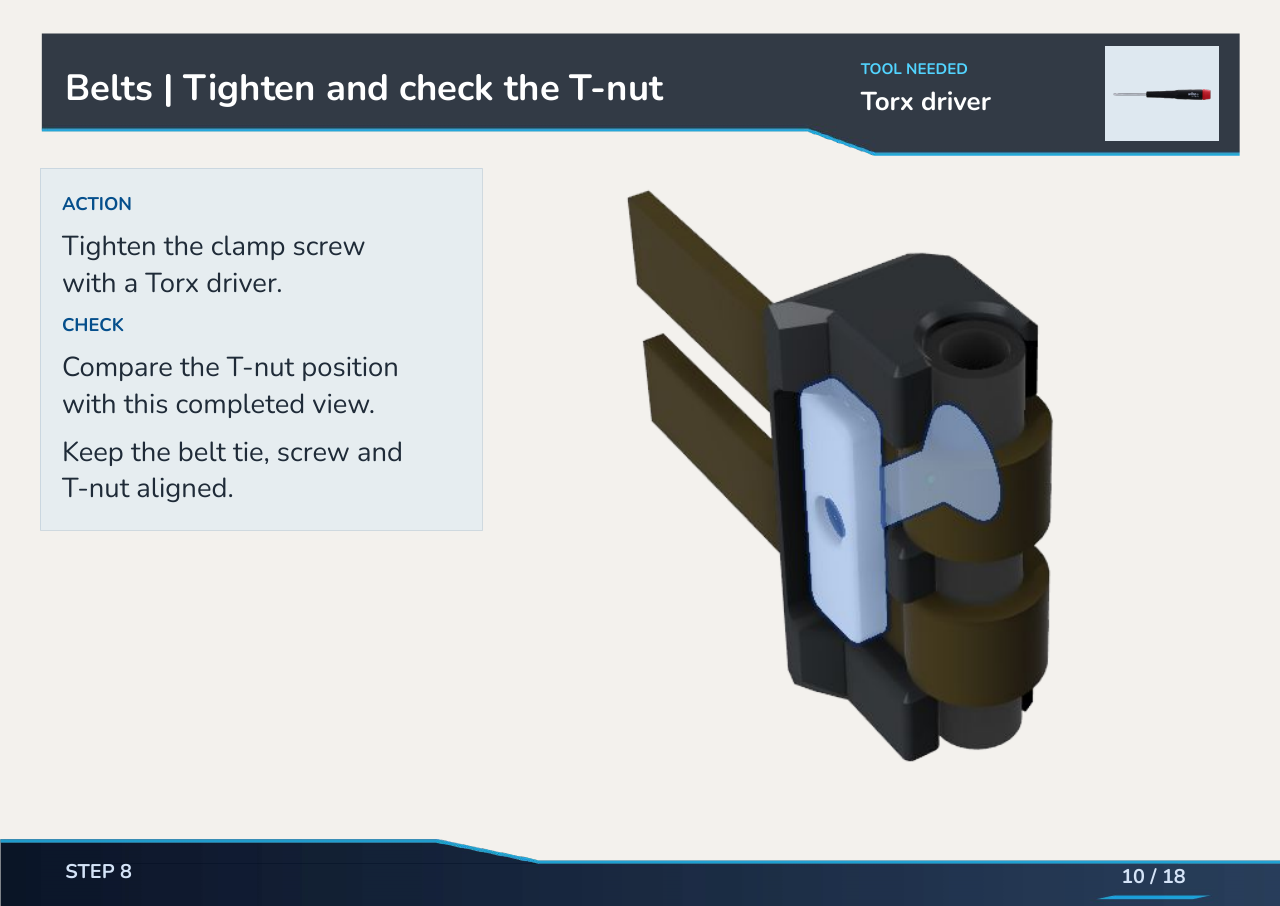 Belts | Tighten and check the T-nut
TOOL NEEDED
Torx driver
ACTION
Tighten the clamp screw
with a Torx driver.
CHECK
Compare the T-nut position
with this completed view.
Keep the belt tie, screw and
T-nut aligned.
STEP 8
10 / 18